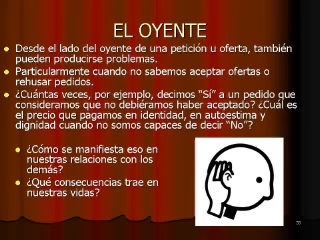 EL OYENTE
Desde el lado del oyente de una petición u oferta, también
pueden producirse problemas.
Particularmente cuando no sabemos aceptar ofertas o
rehusar pedidos.
¿Cuántas veces, por ejemplo, decimos “Sí” a un pedido que
consideramos que no debiéramos haber aceptado? ¿Cuál es
el precio que pagamos en identidad, en autoestima y
dignidad cuando no somos capaces de decir “No”?
¿Cómo se manifiesta eso en
nuestras relaciones con los
demás?
¿Qué consecuencias trae en
nuestras vidas?